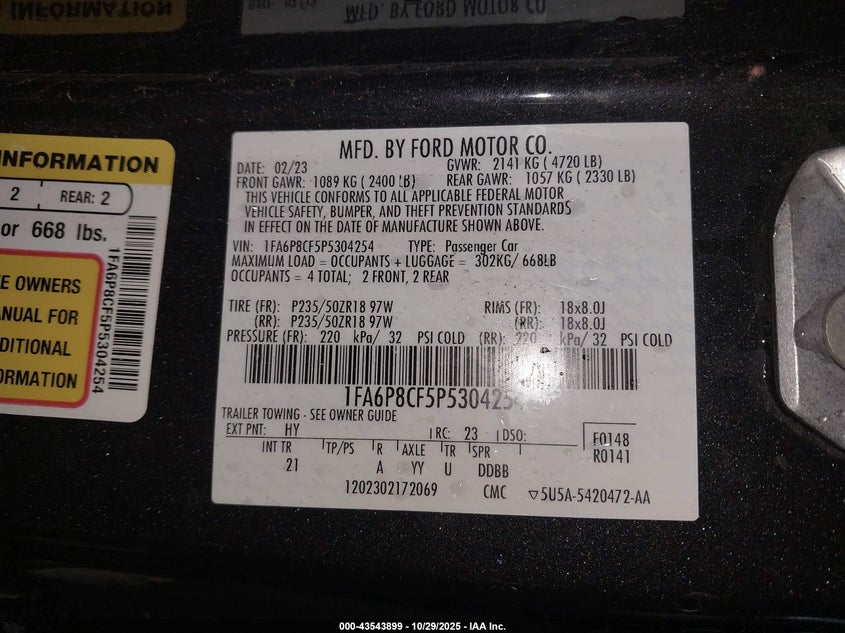 INFORMATION
MFD. BY FORD MOTOR CO
INFORMATION
2 REAR: 2
or 668 lbs.
1FA6P8CF5P5304254
OWNERS
ANUAL FOR
DITIONAL
ORMATION
MFD. BY FORD MOTOR CO.
DATE: 02/23 GVWR: 2141 KG ( 4720 LB)
FRONT GAWR: 1089 KG ( 2400 LB) REAR GAWR: 1057 KG ( 2330 LB)
THIS VEHICLE CONFORMS TO ALL APPLICABLE FEDERAL MOTOR
VEHICLE SAFETY, BUMPER, AND THEFT PREVENTION STANDARDS
IN EFFECT ON THE DATE OF MANUFACTURE SHOWN ABOVE.
VIN: 1FA6P8CF5P5304254 TYPE: Passenger Car
MAXIMUM LOAD = OCCUPANTS + LUGGAGE = 302KG/ 668LB
OCCUPANTS = 4 TOTAL; 2 FRONT, 2 REAR
TIRE (FR): P235/50ZR18 97W RIMS (FR): 18x8.0J
(RR): P235/50ZR18 97W (RR): 18x8.0J
PRESSURE (FR): 220 kPa/ 32 PSI COLD (RR): 220 kPa/ 32 PSI COLD
1FA6P8CF5P5304254
TRAILER TOWING - SEE OWNER GUIDE
EXT PNT: HY RC: 23 DSO: F0148
R0141
INT TR TP/PS R AXLE TR SPR
21 A YY U DDBB
1202302172069 CMC ▽5U5A-5420472-AA
000-43543899 • 10/29/2025 - IAA Inc.